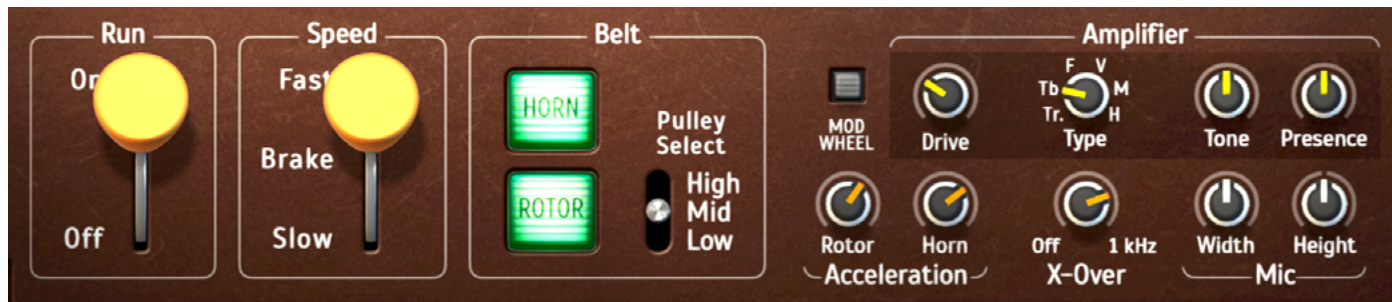 Run
On
Off
Speed
Fast
Brake
Slow
Belt
HORN
ROTOR
Pulley
Select
High
Mid
Low
Amplifier
MOD
WHEEL
Drive
F V
Tb M
Tr. H
Type
Tone
Presence
Rotor
Horn
Acceleration
Off 1 kHz
X-Over
Width
Height
Mic